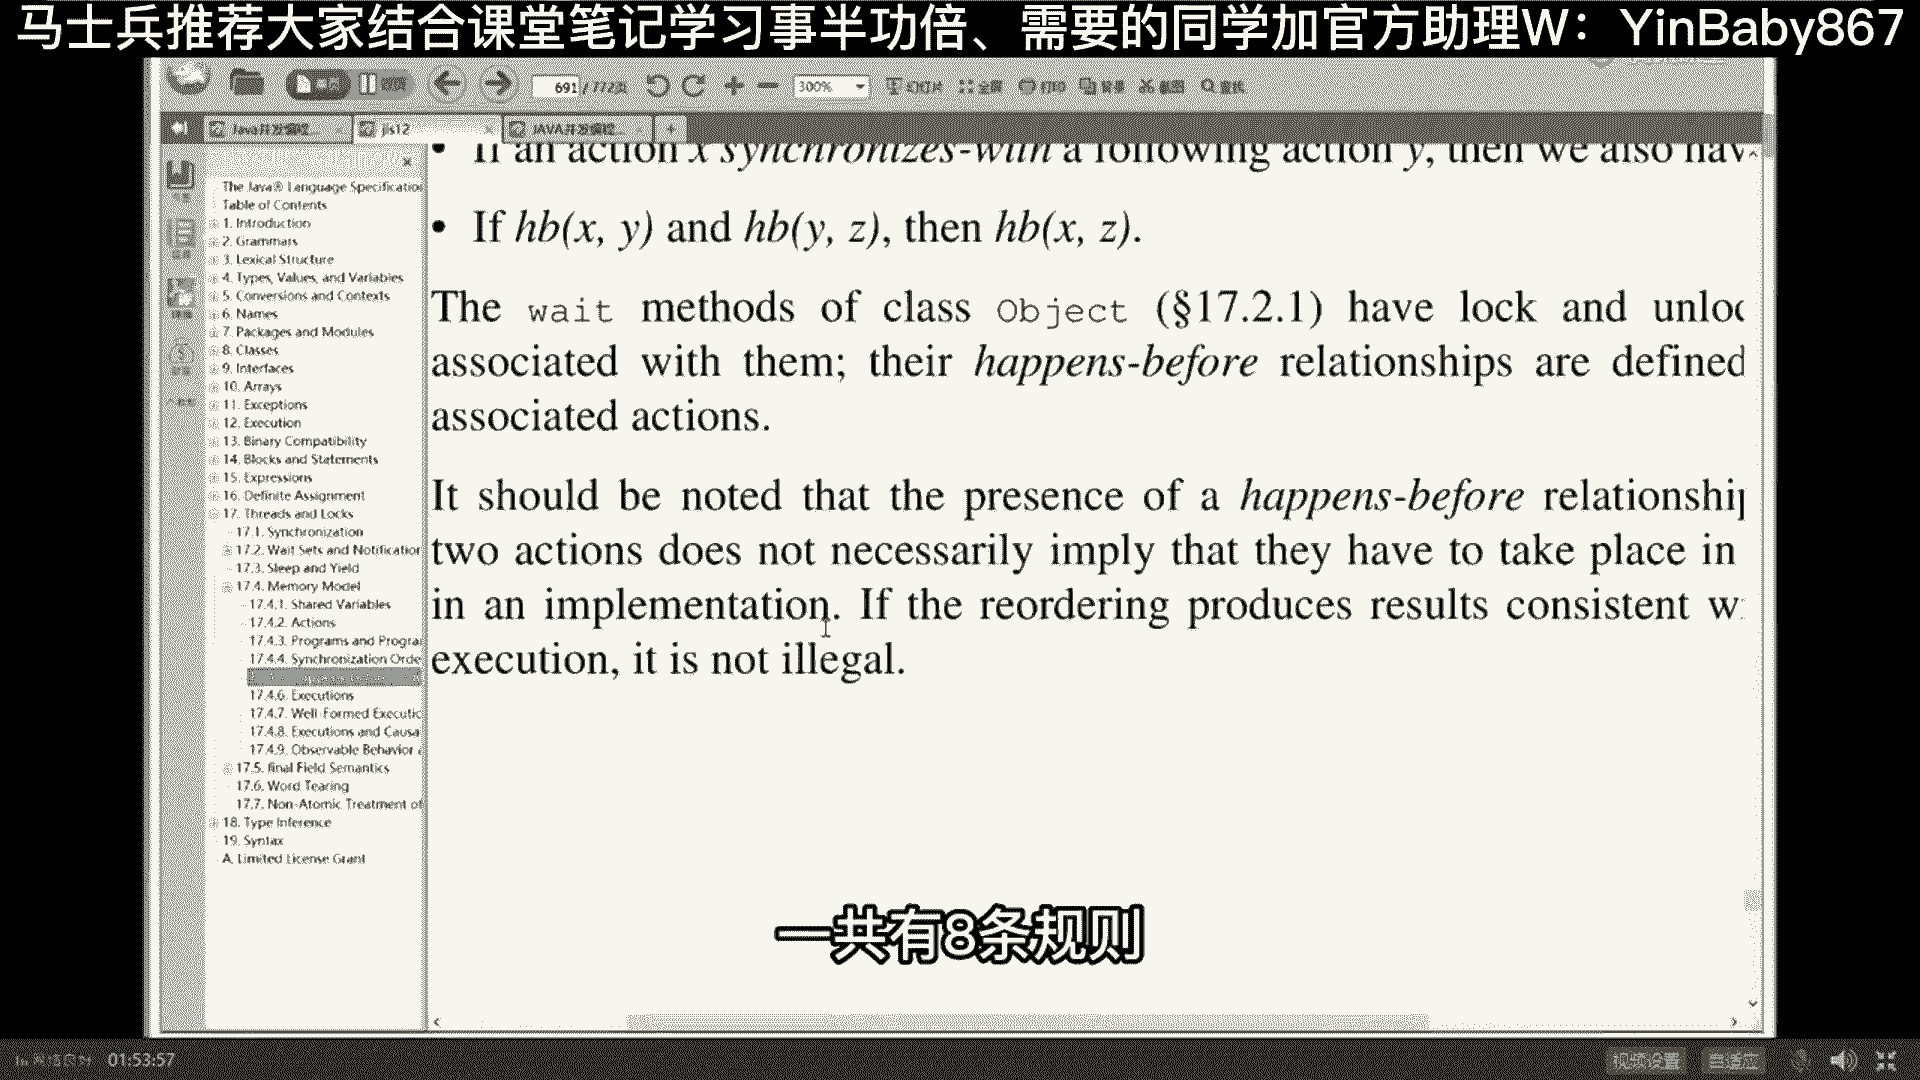 马士兵推荐大家结合课堂笔记学习事半功倍、需要的同学加官方助理W：YinBaby867
691 / 772页
300%
幻灯片
全屏
打印
背景
截图
查找
Java并发编程...
jls12
JAVA并发编程...
The Java® Language Specification
Table of Contents
1. Introduction
2. Grammars
3. Lexical Structure
4. Types, Values, and Variables
5. Conversions and Contexts
6. Names
7. Packages and Modules
8. Classes
9. Interfaces
10. Arrays
11. Exceptions
12. Execution
13. Binary Compatibility
14. Blocks and Statements
15. Expressions
16. Definite Assignment
17. Threads and Locks
17.1. Synchronization
17.2. Wait Sets and Notification
17.3. Sleep and Yield
17.4. Memory Model
17.4.1. Shared Variables
17.4.2. Actions
17.4.3. Programs and Progra
17.4.4. Synchronization Orde
17.4.6. Executions
17.4.7. Well-Formed Executic
17.4.8. Executions and Causa
17.4.9. Observable Behavior a
17.5. final Field Semantics
17.6. Word Tearing
17.7. Non-Atomic Treatment of
18. Type Inference
19. Syntax
A. Limited License Grant
• If an action x synchronizes-with a following action y, then we also hav
• If hb(x, y) and hb(y, z), then hb(x, z).
The wait methods of class Object (§17.2.1) have lock and unloc
associated with them; their happens-before relationships are defined
associated actions.
It should be noted that the presence of a happens-before relationship
two actions does not necessarily imply that they have to take place in
in an implementation. If the reordering produces results consistent w
execution, it is not illegal.
一共有8条规则
01:53:57
视频设置
自适应